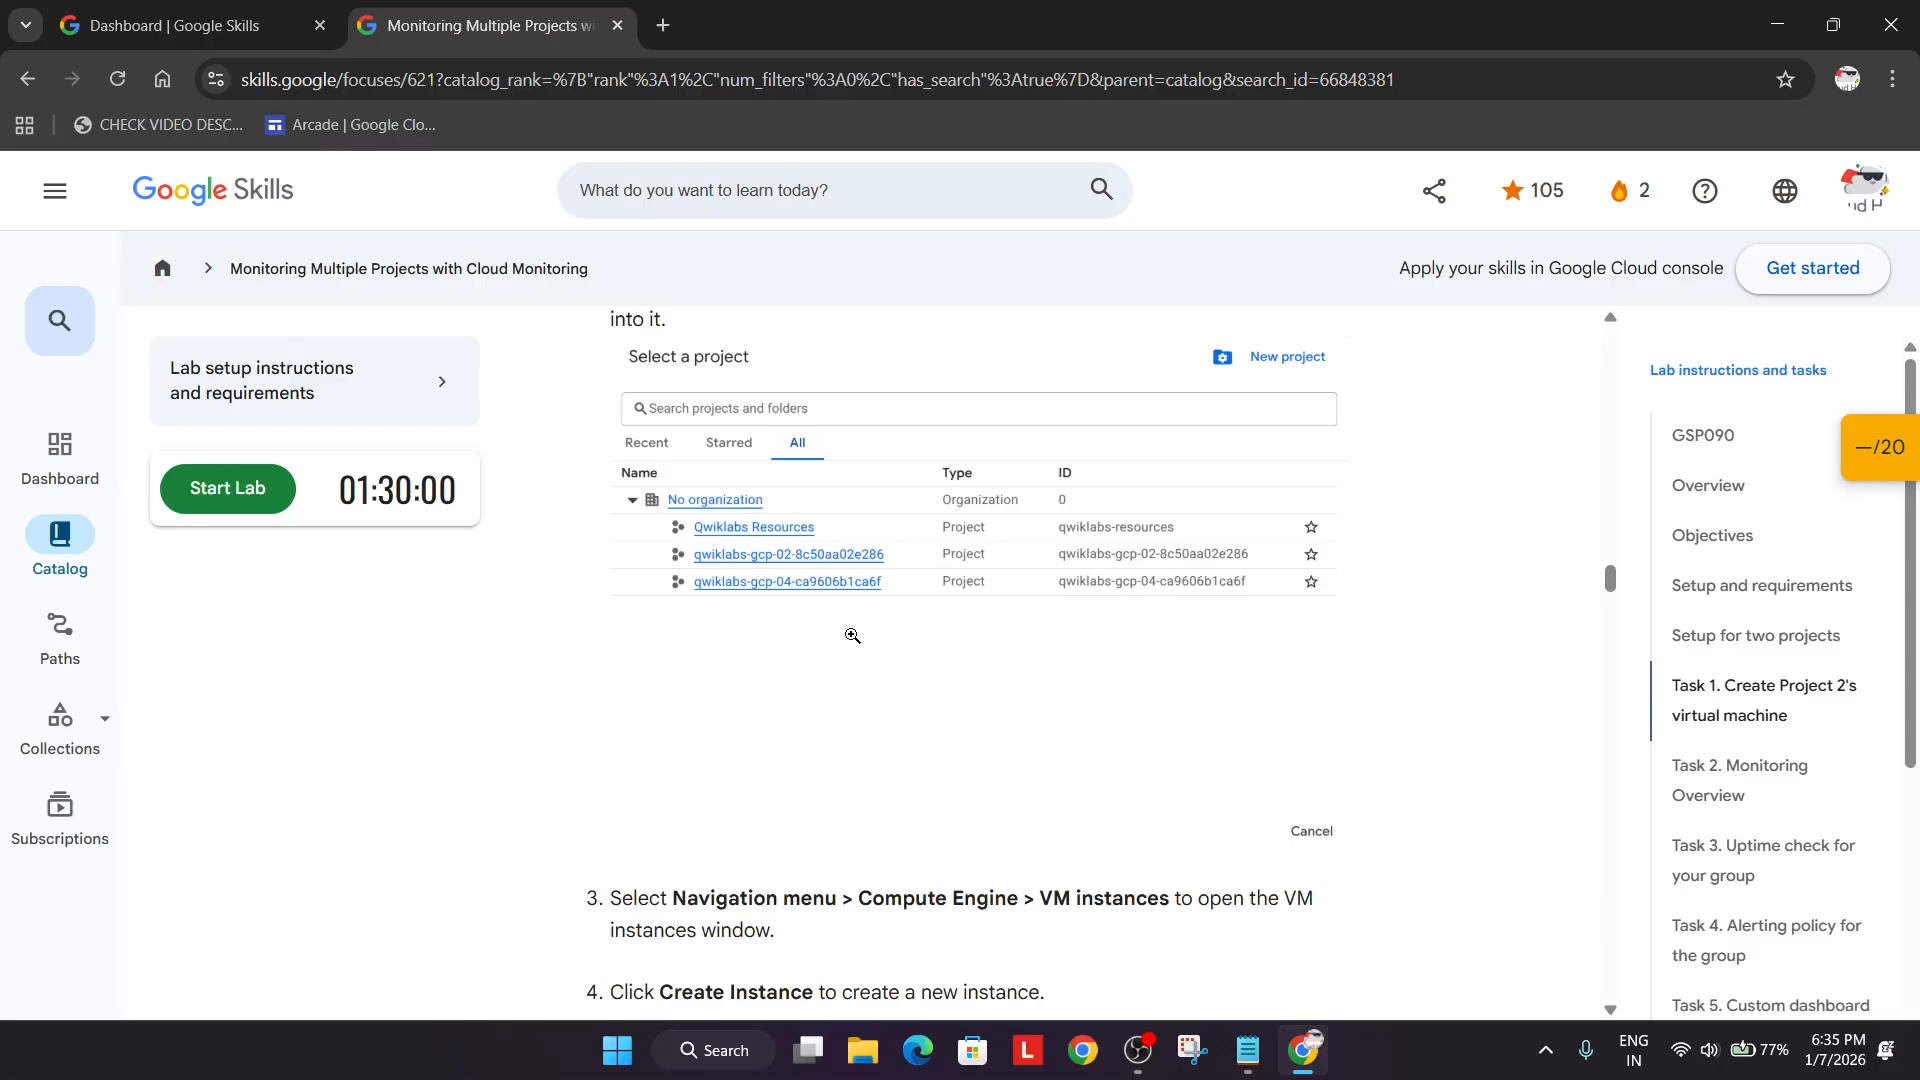 Dashboard | Google Skills
Monitoring Multiple Projects wi
skills.google/focuses/621?catalog_rank=%7B"rank"%3A1%2C"num_filters"%3A0%2C"has_search"%3Atrue%7D&parent=catalog&search_id=66848381
CHECK VIDEO DESC...
Arcade | Google Clo...
Google Skills
What do you want to learn today?
105
2
Monitoring Multiple Projects with Cloud Monitoring
Apply your skills in Google Cloud console
Get started
Lab setup instructions
and requirements
Start Lab
01:30:00
Dashboard
Catalog
Paths
Collections
Subscriptions
into it.
Select a project
New project
Search projects and folders
Recent
Starred
All
Name
Type
ID
No organization
Organization
0
Qwiklabs Resources
Project
qwiklabs-resources
qwiklabs-gcp-02-8c50aa02e286
Project
qwiklabs-gcp-02-8c50aa02e286
qwiklabs-gcp-04-ca9606b1ca6f
Project
qwiklabs-gcp-04-ca9606b1ca6f
Cancel
3. Select Navigation menu > Compute Engine > VM instances to open the VM
instances window.
4. Click Create Instance to create a new instance.
Lab instructions and tasks
GSP090
—/20
Overview
Objectives
Setup and requirements
Setup for two projects
Task 1. Create Project 2's
virtual machine
Task 2. Monitoring
Overview
Task 3. Uptime check for
your group
Task 4. Alerting policy for
the group
Task 5. Custom dashboard
Search
L
ENG
IN
77%
6:35 PM
1/7/2026